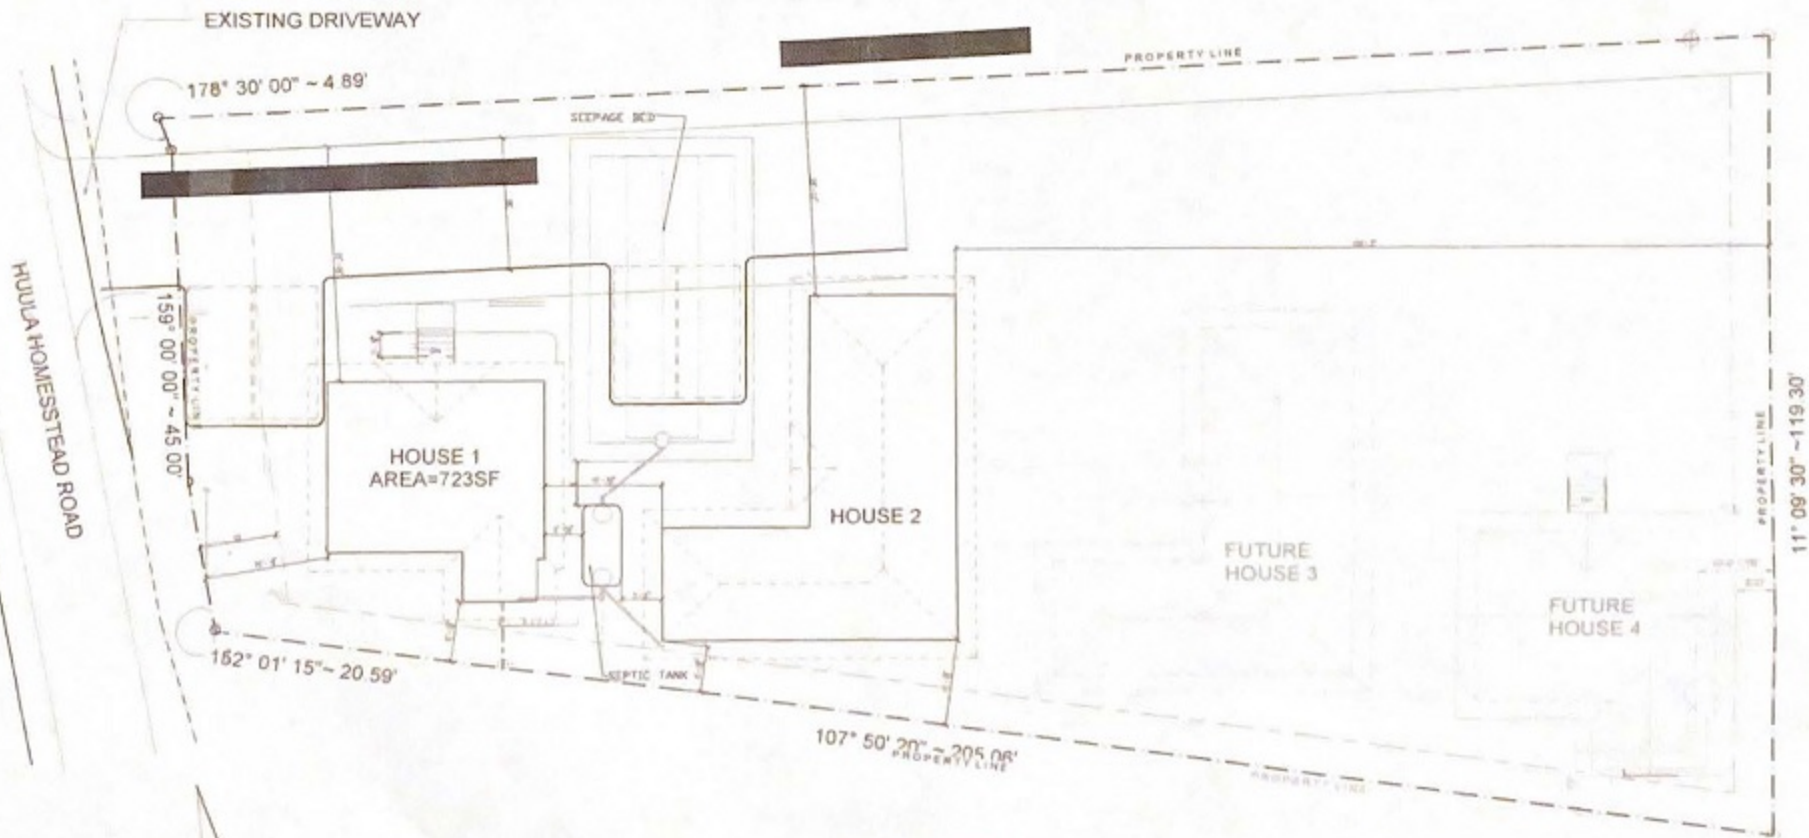 EXISTING DRIVEWAY
178° 30' 00" ~ 4.89'
PROPERTY LINE
SEEPAGE BED
HUULA HOMESSTEAD ROAD
159° 00' 00" ~ 45 00'
PROPERTY LINE
HOUSE 1
AREA=723SF
HOUSE 2
FUTURE
HOUSE 3
FUTURE
HOUSE 4
PROPERTY LINE
11° 09' 30" ~119 30'
152° 01' 15"~ 20.59'
SEPTIC TANK
107° 50' 20" ~ 205.06'
PROPERTY LINE
PROPERTY LINE